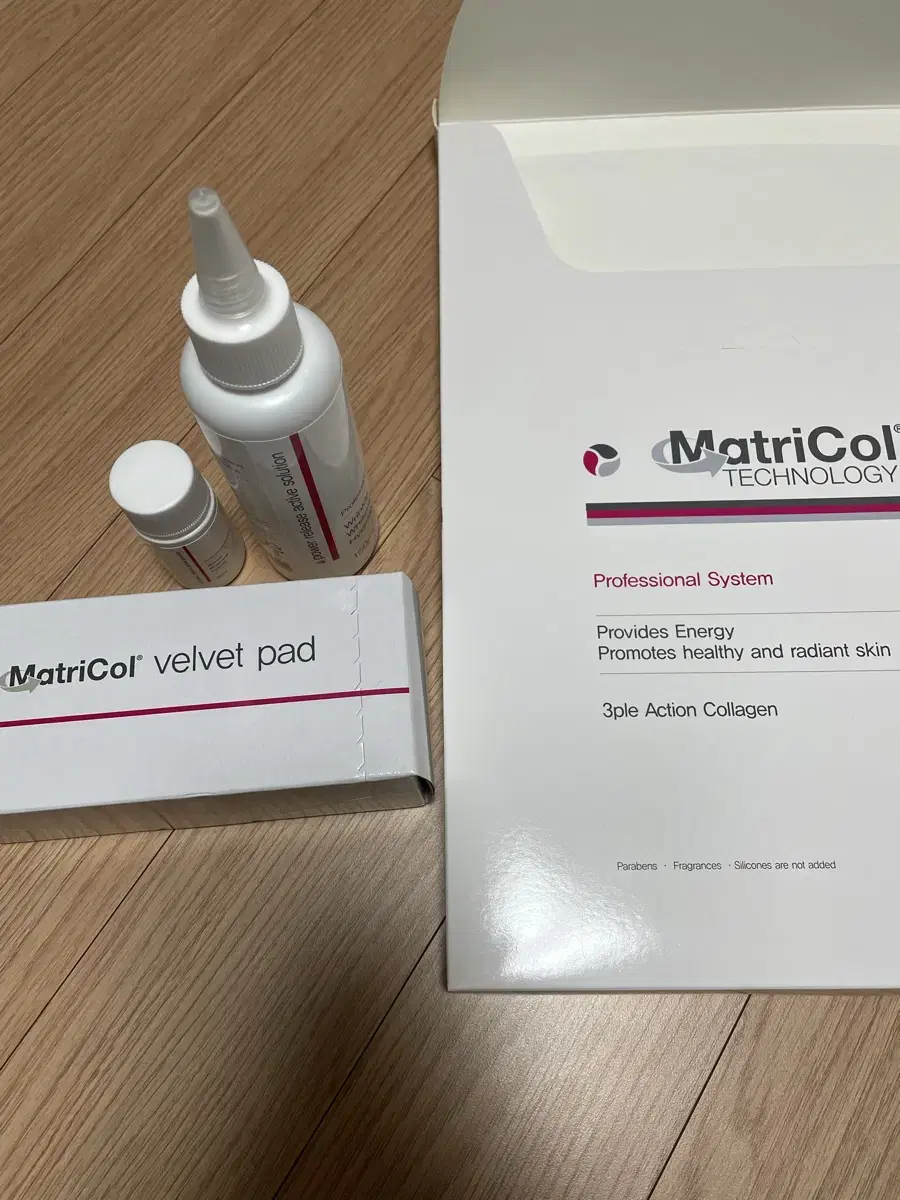 MatriCol®
TECHNOLOGY
Professional System
Provides Energy
Promotes healthy and radiant skin
3ple Action Collagen
Parabens · Fragrances · Silicones are not added
power release active solution
MatriCol® velvet pad